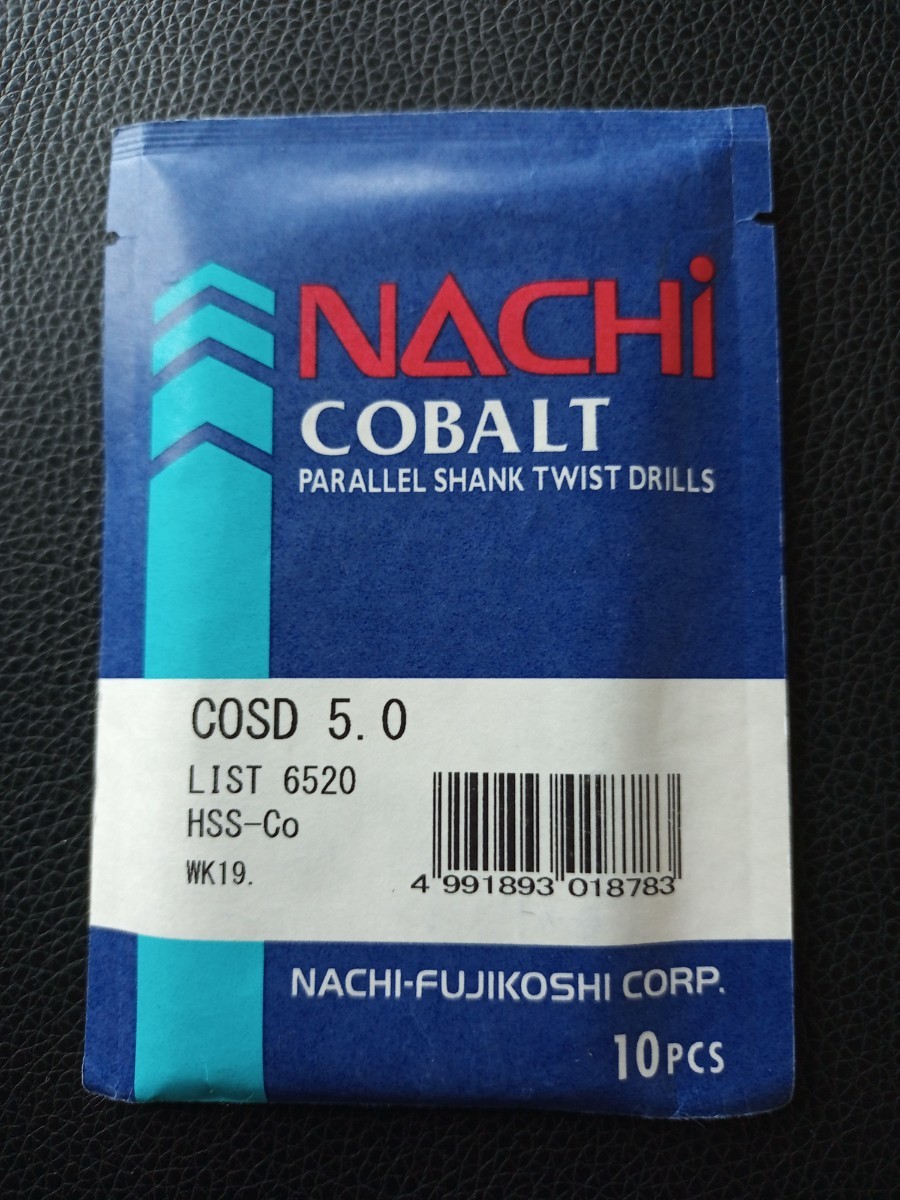 NACHi
COBALT
PARALLEL SHANK TWIST DRILLS
COSD 5.0
LIST 6520
HSS-Co
WK19.
4 991893 018783
NACHI-FUJIKOSHI CORP.
10PCS